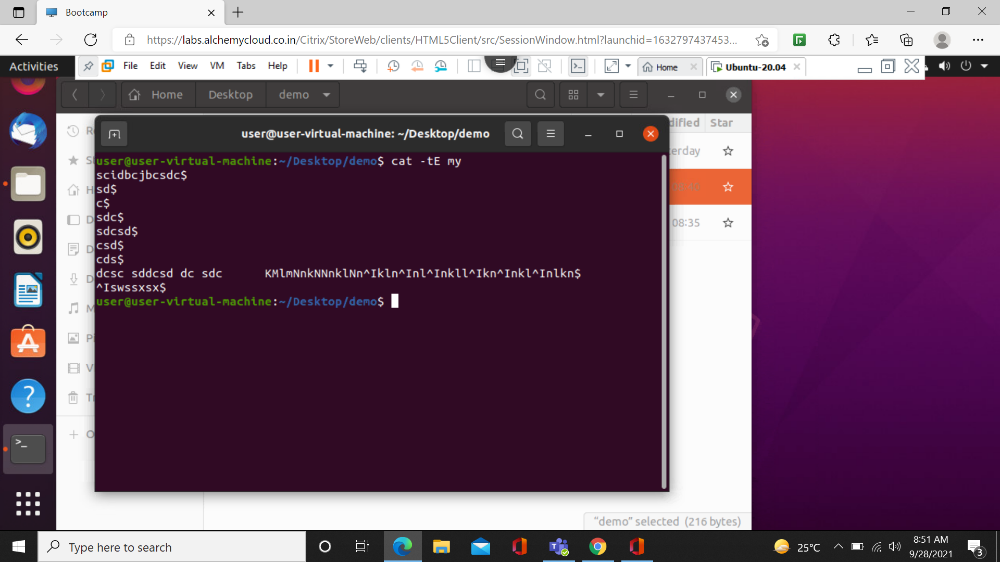 Bootcamp
https://labs.alchemycloud.co.in/Citrix/StoreWeb/clients/HTML5Client/src/SessionWindow.html?launchid=1632797437453...
Activities File Edit View VM Tabs Help Home Ubuntu-20.04
Home Desktop demo
Star
user@user-virtual-machine: ~/Desktop/demo
user@user-virtual-machine:~/Desktop/demo$ cat -tE my
scidbcjbcsdc$
sd$
c$
sdc$
sdcsd$
csd$
cds$
dcsc sddcsd dc sdc      KMlmNnkNNnklNn^Ikln^Inl^Inkll^Ikn^Inkl^Inlkn$
^Iswssxsx$
user@user-virtual-machine:~/Desktop/demo$
08:40
08:35
“demo” selected (216 bytes)
Type here to search
25°C
8:51 AM
9/28/2021
3